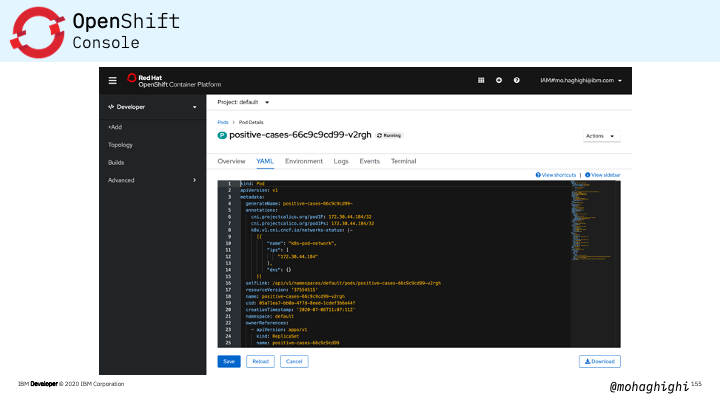 OpenShift
Console
Red Hat
OpenShift Container Platform
IAM#mo.haghighi@ibm.com
</> Developer
+Add
Topology
Builds
Advanced
Project: default
Pods > Pod Details
P positive-cases-66c9c9cd99-v2rgh Running
Actions
Overview YAML Environment Logs Events Terminal
View shortcuts | View sidebar
1 kind: Pod
2 apiVersion: v1
3 metadata:
4 generateName: positive-cases-66c9c9cd99-
5 annotations:
6 cni.projectcalico.org/podIP: 172.30.44.184/32
7 cni.projectcalico.org/podIPs: 172.30.44.184/32
8 k8s.v1.cni.cncf.io/networks-status: |-
9 [{
10 "name": "k8s-pod-network",
11 "ips": [
12 "172.30.44.184"
13 ],
14 "dns": {}
15 }]
16 selfLink: /api/v1/namespaces/default/pods/positive-cases-66c9c9cd99-v2rgh
17 resourceVersion: '37554515'
18 name: positive-cases-66c9c9cd99-v2rgh
19 uid:
20 creationTimestamp: '2020-07-06T11:07:11Z'
21 namespace: default
22 ownerReferences:
23 - apiVersion: apps/v1
24 kind: ReplicaSet
25 name: positive-cases-66c9c9cd99
Save Reload Cancel Download
IBM Developer © 2020 IBM Corporation
@mohaghighi 155